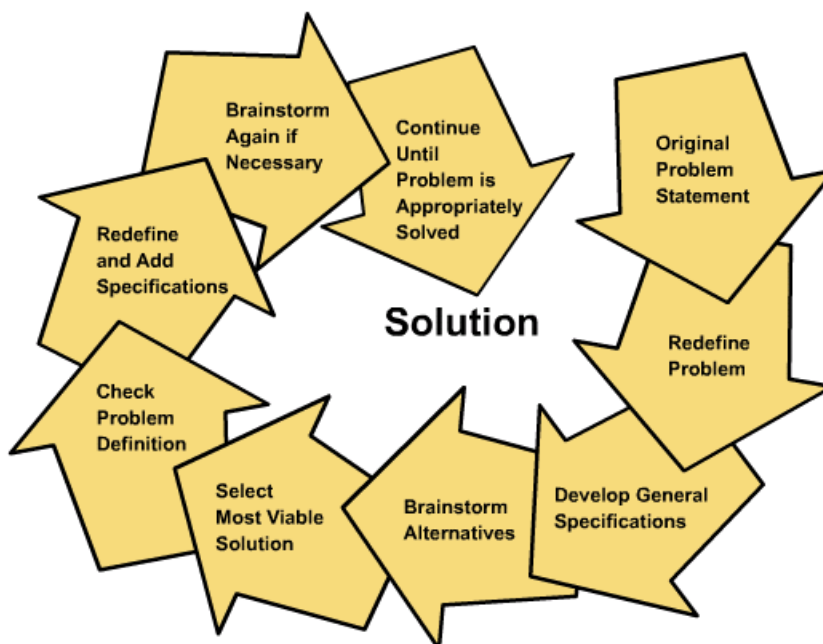 Original
Problem
Statement
Redefine
Problem
Develop General
Specifications
Brainstorm
Alternatives
Select
Most Viable
Solution
Check
Problem
Definition
Redefine
and Add
Specifications
Brainstorm
Again if
Necessary
Continue
Until
Problem is
Appropriately
Solved
Solution